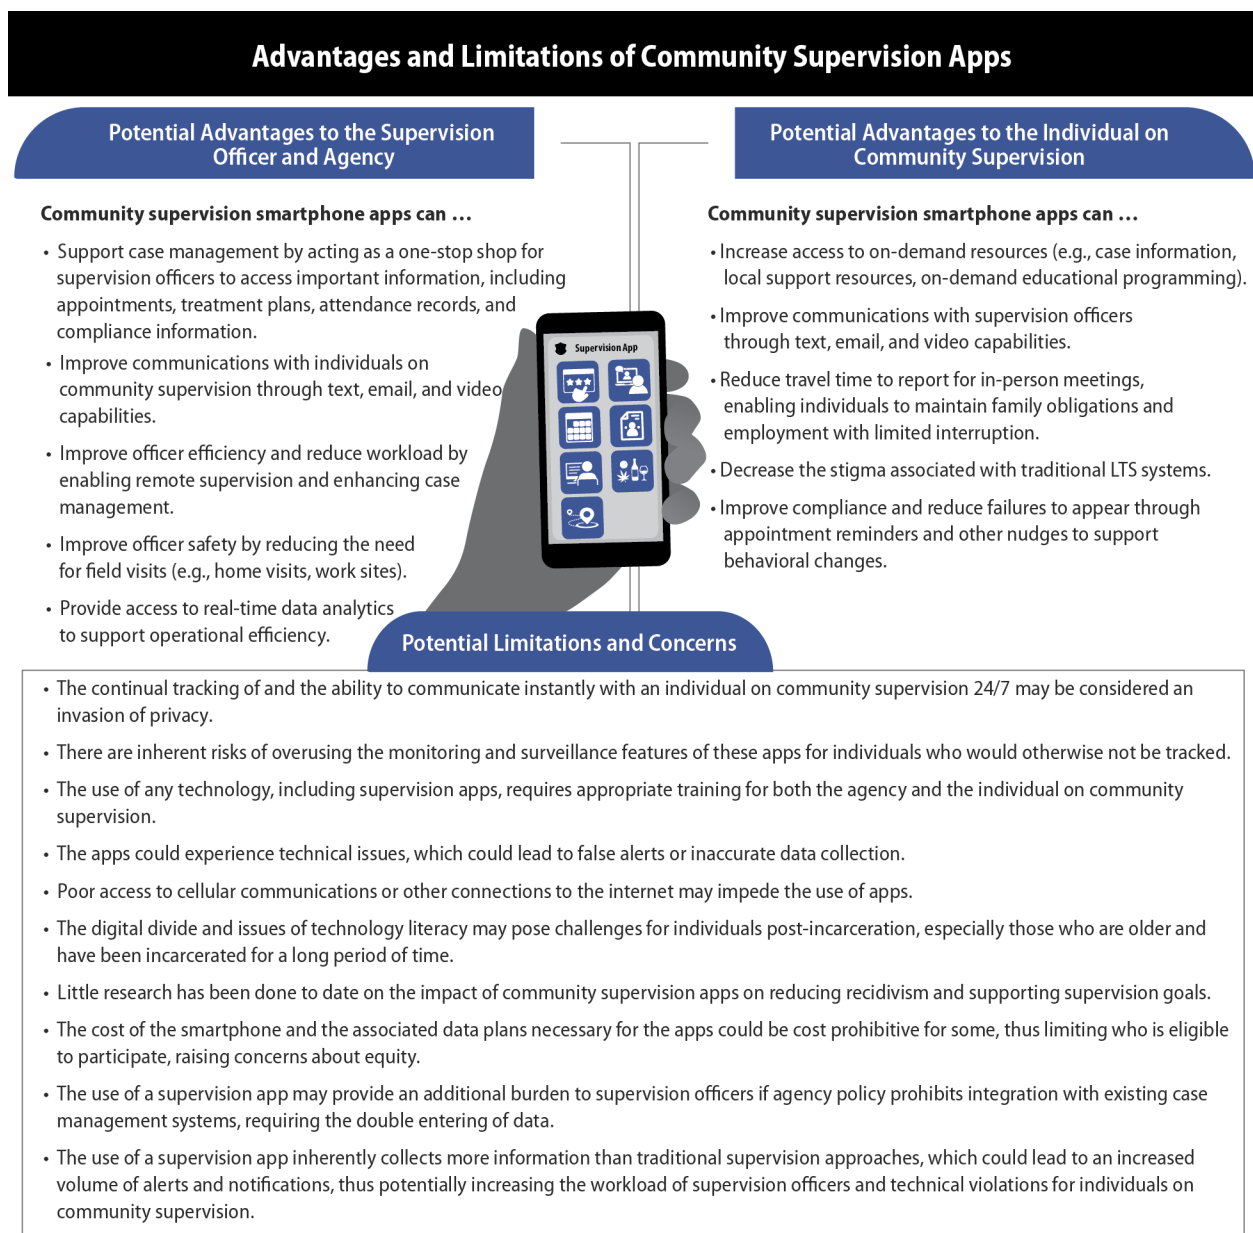 Advantages and Limitations of Community Supervision Apps
Potential Advantages to the Supervision
Officer and Agency
Community supervision smartphone apps can …
• Support case management by acting as a one-stop shop for
supervision officers to access important information, including
appointments, treatment plans, attendance records, and
compliance information.
• Improve communications with individuals on
community supervision through text, email, and video
capabilities.
• Improve officer efficiency and reduce workload by
enabling remote supervision and enhancing case
management.
• Improve officer safety by reducing the need
for field visits (e.g., home visits, work sites).
• Provide access to real-time data analytics
to support operational efficiency.
Supervision App
Potential Advantages to the Individual on
Community Supervision
Community supervision smartphone apps can …
• Increase access to on-demand resources (e.g., case information,
local support resources, on-demand educational programming).
• Improve communications with supervision officers
through text, email, and video capabilities.
• Reduce travel time to report for in-person meetings,
enabling individuals to maintain family obligations and
employment with limited interruption.
• Decrease the stigma associated with traditional LTS systems.
• Improve compliance and reduce failures to appear through
appointment reminders and other nudges to support
behavioral changes.
Potential Limitations and Concerns
• The continual tracking of and the ability to communicate instantly with an individual on community supervision 24/7 may be considered an
invasion of privacy.
• There are inherent risks of overusing the monitoring and surveillance features of these apps for individuals who would otherwise not be tracked.
• The use of any technology, including supervision apps, requires appropriate training for both the agency and the individual on community
supervision.
• The apps could experience technical issues, which could lead to false alerts or inaccurate data collection.
• Poor access to cellular communications or other connections to the internet may impede the use of apps.
• The digital divide and issues of technology literacy may pose challenges for individuals post-incarceration, especially those who are older and
have been incarcerated for a long period of time.
• Little research has been done to date on the impact of community supervision apps on reducing recidivism and supporting supervision goals.
• The cost of the smartphone and the associated data plans necessary for the apps could be cost prohibitive for some, thus limiting who is eligible
to participate, raising concerns about equity.
• The use of a supervision app may provide an additional burden to supervision officers if agency policy prohibits integration with existing case
management systems, requiring the double entering of data.
• The use of a supervision app inherently collects more information than traditional supervision approaches, which could lead to an increased
volume of alerts and notifications, thus potentially increasing the workload of supervision officers and technical violations for individuals on
community supervision.